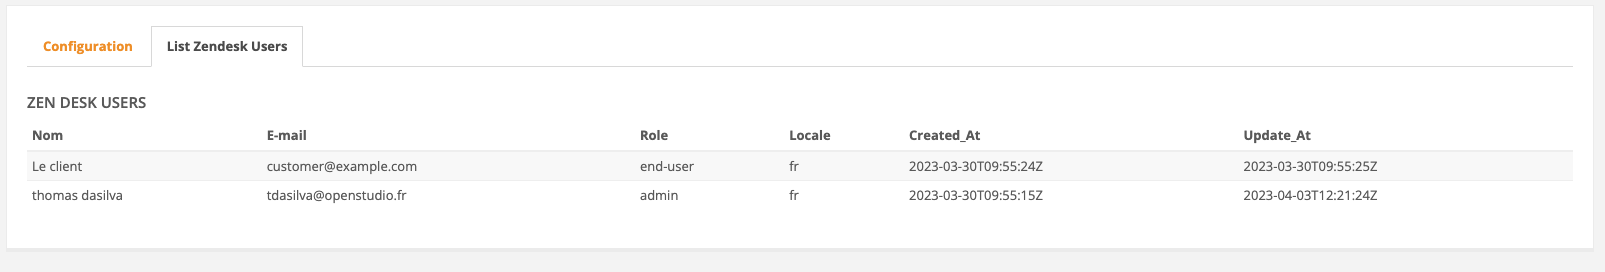 Configuration List Zendesk Users
ZEN DESK USERS
Nom E-mail Role Locale Created_At Update_At
Le client customer@example.com end-user fr 2023-03-30T09:55:24Z 2023-03-30T09:55:25Z
thomas dasilva tdasilva@openstudio.fr admin fr 2023-03-30T09:55:15Z 2023-04-03T12:21:24Z